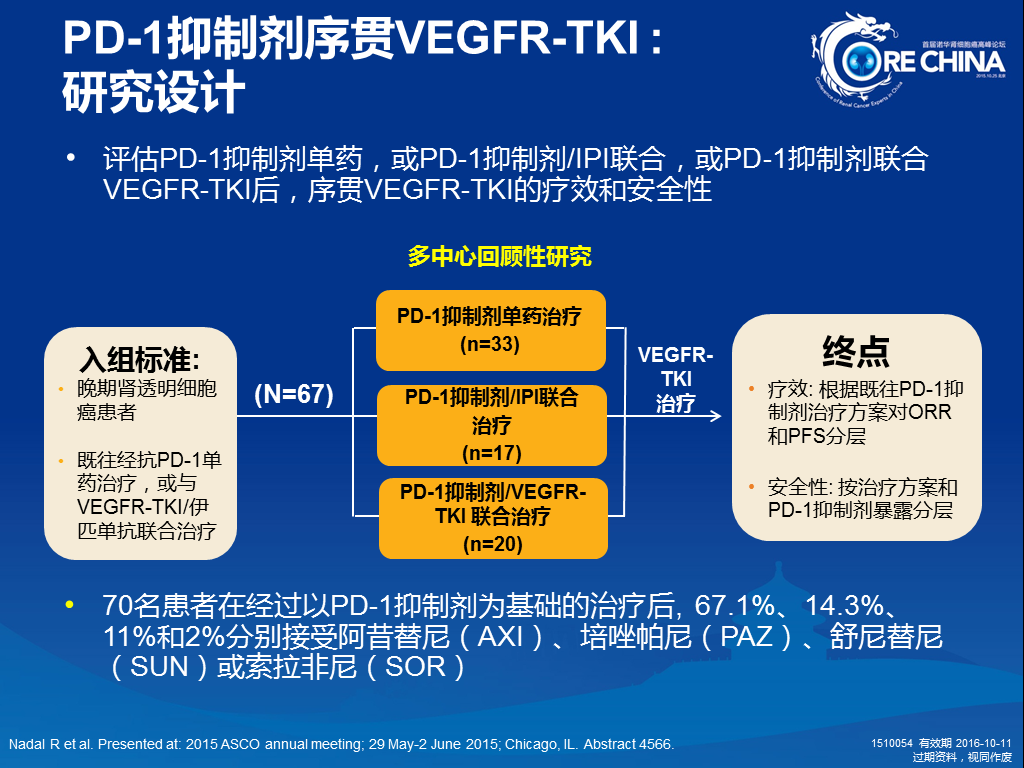 PD-1抑制剂序贯VEGFR-TKI :
研究设计
首届诺华肾细胞癌高峰论坛
ORE CHINA
2015.10.25 北京
Conference of Renal Cancer Experts in China
• 评估PD-1抑制剂单药，或PD-1抑制剂/IPI联合，或PD-1抑制剂联合
VEGFR-TKI后，序贯VEGFR-TKI的疗效和安全性
多中心回顾性研究
入组标准:
• 晚期肾透明细胞
癌患者
• 既往经抗PD-1单
药治疗，或与
VEGFR-TKI/伊
匹单抗联合治疗
(N=67)
PD-1抑制剂单药治疗
(n=33)
PD-1抑制剂/IPI联合
治疗
(n=17)
PD-1抑制剂/VEGFR-
TKI 联合治疗
(n=20)
VEGFR-
TKI
治疗
终点
• 疗效: 根据既往PD-1抑
制剂治疗方案对ORR
和PFS分层
• 安全性: 按治疗方案和
PD-1抑制剂暴露分层
• 70名患者在经过以PD-1抑制剂为基础的治疗后, 67.1%、14.3%、
11%和2%分别接受阿昔替尼（AXI）、培唑帕尼（PAZ）、舒尼替尼
（SUN）或索拉非尼（SOR）
Nadal R et al. Presented at: 2015 ASCO annual meeting; 29 May-2 June 2015; Chicago, IL. Abstract 4566.
1510054 有效期 2016-10-11
过期资料，视同作废